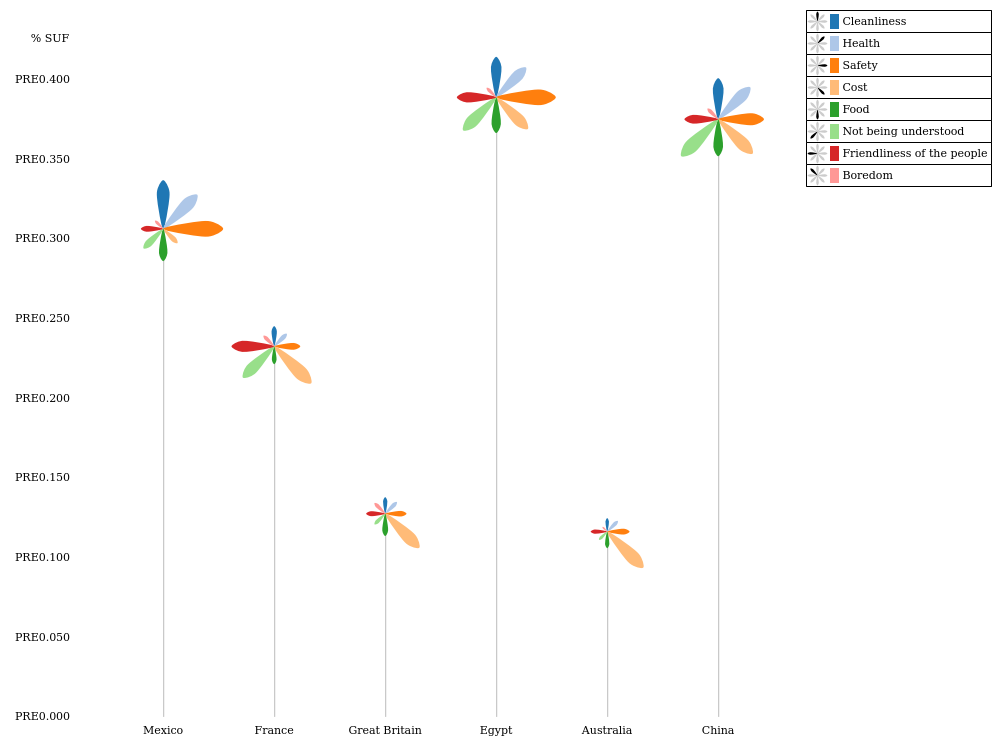 % SUF
PRE0.400
PRE0.350
PRE0.300
PRE0.250
PRE0.200
PRE0.150
PRE0.100
PRE0.050
PRE0.000
Mexico
France
Great Britain
Egypt
Australia
China
Cleanliness
Health
Safety
Cost
Food
Not being understood
Friendliness of the people
Boredom